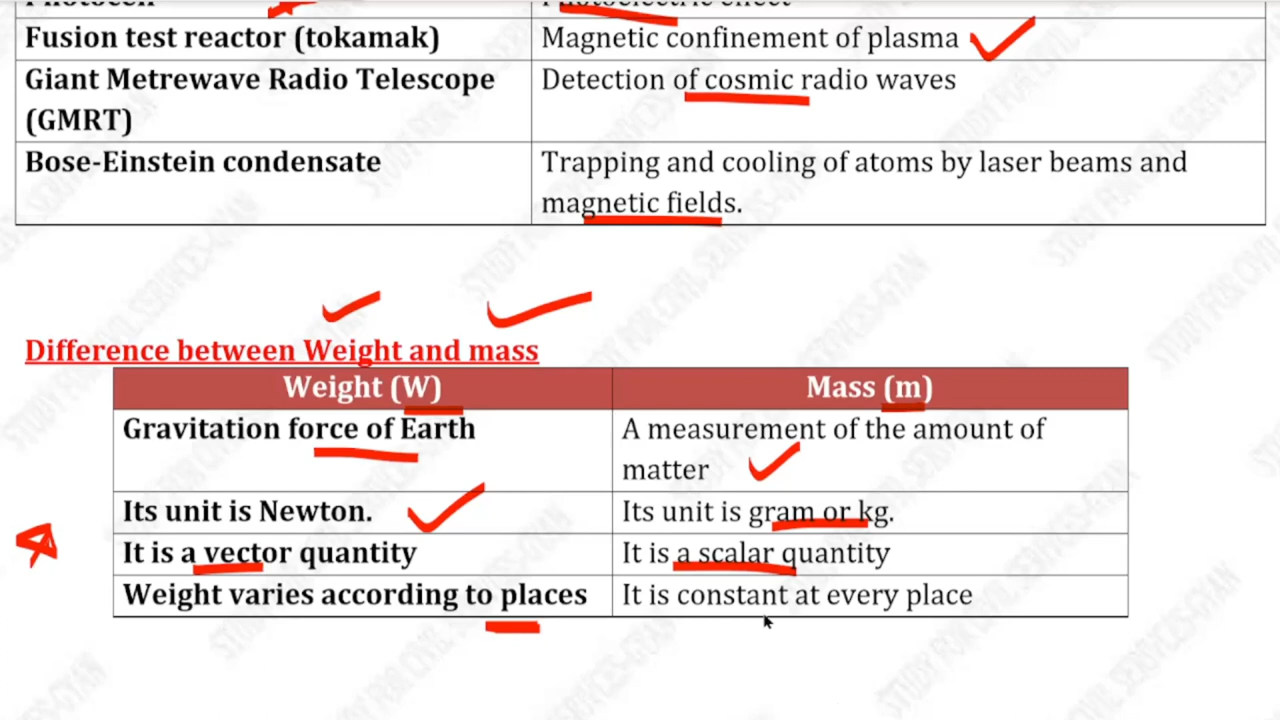 Photoelectric effect
Fusion test reactor (tokamak)
Magnetic confinement of plasma
Giant Metrewave Radio Telescope
(GMRT)
Detection of cosmic radio waves
Bose-Einstein condensate
Trapping and cooling of atoms by laser beams and
magnetic fields.
Difference between Weight and mass
Weight (W)
Mass (m)
Gravitation force of Earth
A measurement of the amount of
matter
Its unit is Newton.
Its unit is gram or kg.
It is a vector quantity
It is a scalar quantity
Weight varies according to places
It is constant at every place